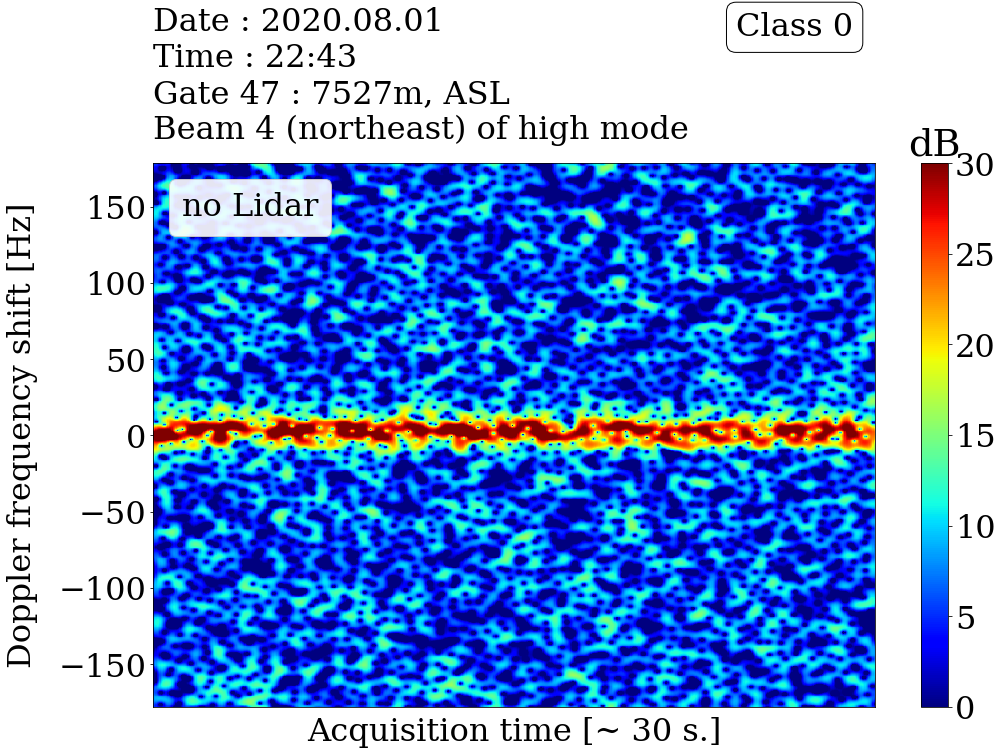 Date : 2020.08.01
Time : 22:43
Gate 47 : 7527m, ASL
Beam 4 (northeast) of high mode
Class 0
dB
no Lidar
Doppler frequency shift [Hz]
150
100
50
0
−50
−100
−150
30
25
20
15
10
5
0
Acquisition time [~ 30 s.]